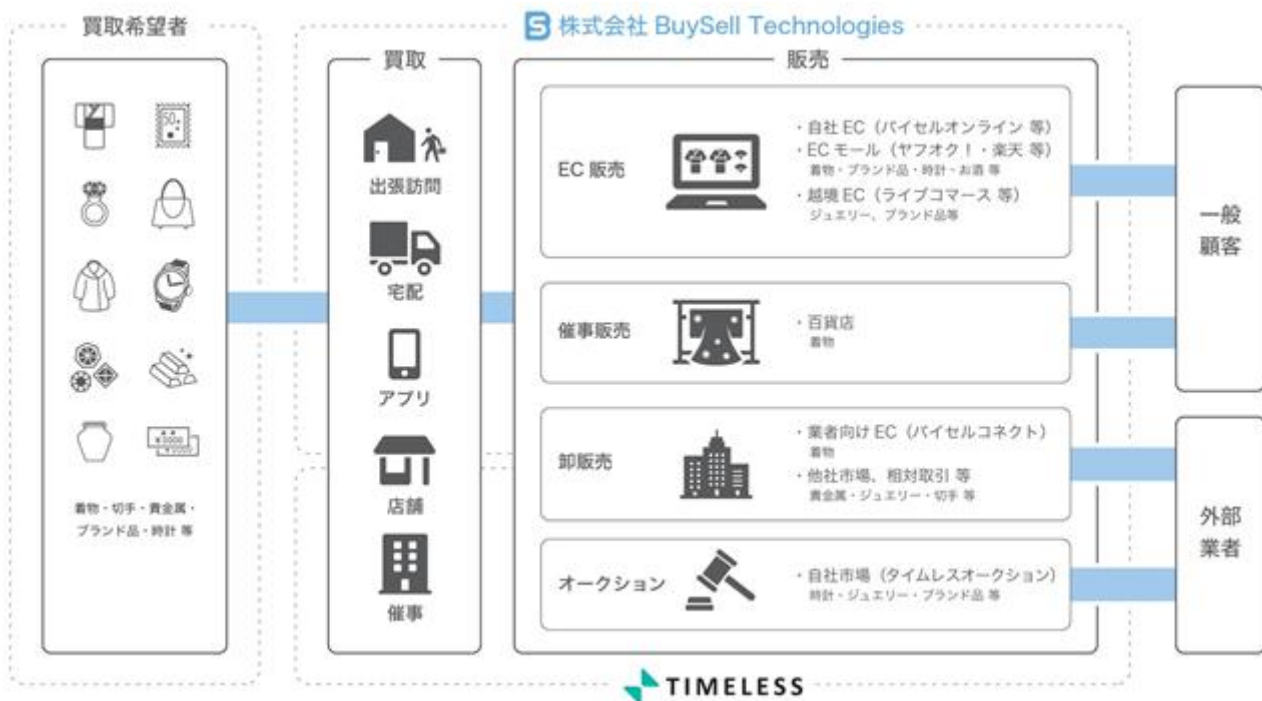 買取希望者
着物・切手・貴金属・
ブランド品・時計 等
株式会社 BuySell Technologies
買取
出張訪問
宅配
アプリ
店舗
催事
販売
EC 販売
・自社 EC（バイセルオンライン 等）
・EC モール（ヤフオク！・楽天 等）
着物・ブランド品・時計・お酒 等
・越境 EC（ライブコマース 等）
ジュエリー、ブランド品等
催事販売
・百貨店
着物
卸販売
・業者向け EC（バイセルコネクト）
着物
・他社市場、相対取引 等
貴金属・ジュエリー・切手 等
オークション
・自社市場（タイムレスオークション）
時計・ジュエリー・ブランド品 等
一般
顧客
外部
業者
TIMELESS